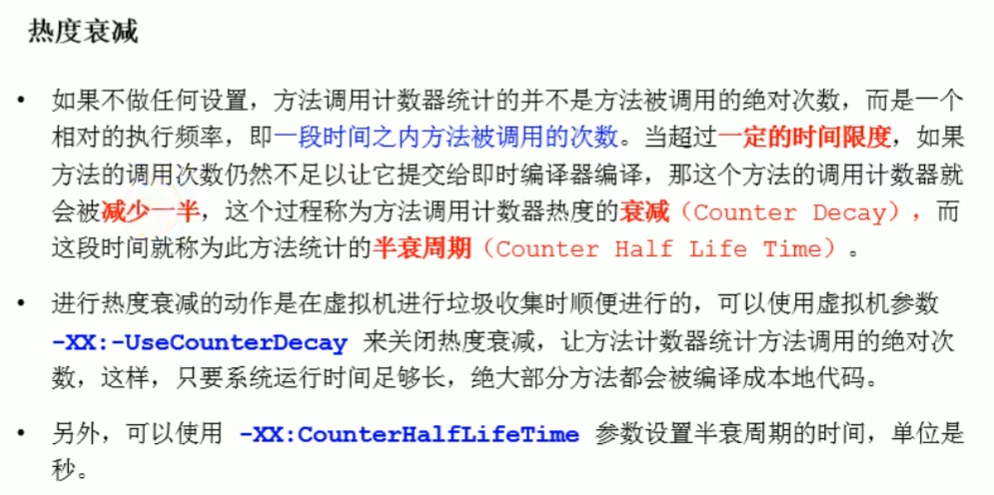 热度衰减
• 如果不做任何设置，方法调用计数器统计的并不是方法被调用的绝对次数，而是一个
相对的执行频率，即一段时间之内方法被调用的次数。当超过一定的时间限度，如果
方法的调用次数仍然不足以让它提交给即时编译器编译，那这个方法的调用计数器就
会被减少一半，这个过程称为方法调用计数器热度的衰减（Counter Decay），而
这段时间就称为此方法统计的半衰周期（Counter Half Life Time）。
• 进行热度衰减的动作是在虚拟机进行垃圾收集时顺便进行的，可以使用虚拟机参数
-XX:-UseCounterDecay 来关闭热度衰减，让方法计数器统计方法调用的绝对次
数，这样，只要系统运行时间足够长，绝大部分方法都会被编译成本地代码。
• 另外，可以使用 -XX:CounterHalfLifeTime 参数设置半衰周期的时间，单位是
秒。